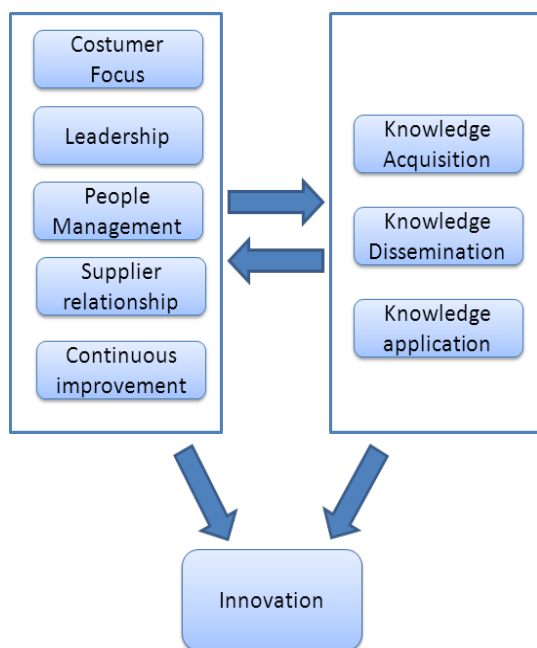 Costumer
Focus
Leadership
People
Management
Supplier
relationship
Continuous
improvement
Knowledge
Acquisition
Knowledge
Dissemination
Knowledge
application
Innovation